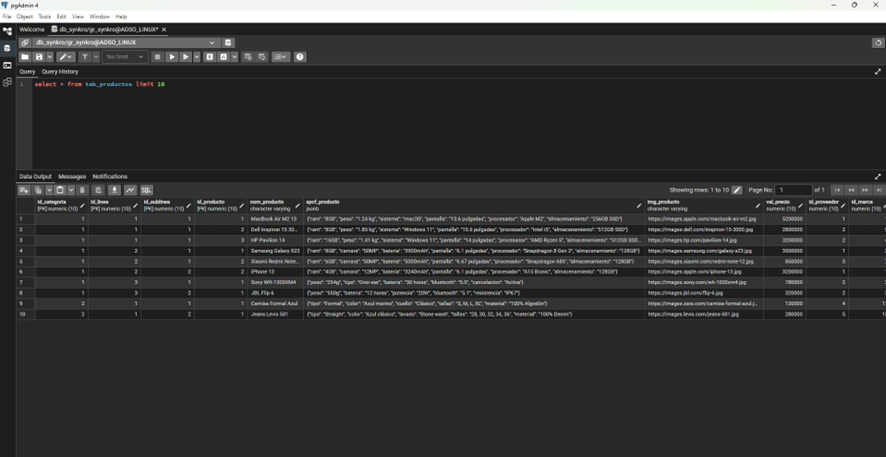 pgAdmin 4
File Object Tools Edit View Window Help
Welcome db_synkro/gr_synkro@ADSO_LINUX* ×
db_synkro/gr_synkro@ADSO_LINUX
No limit
Query Query History
1 select * from tab_productos limit 10
Data Output Messages Notifications
SQL Showing rows: 1 to 10 Page No: 1 of 1
id_categoria id_linea id_sublinea id_producto nom_producto spcf_producto img_producto val_precio id_proveedor id_marca
[PK] numeric (10) [PK] numeric (10) [PK] numeric (10) [PK] numeric (10) character varying jsonb character varying numeric (10) numeric (10) numeric (10)
1 1 1 1 1 MacBook Air M2 13 {"ram": "8GB", "peso": "1.24 kg", "sistema": "macOS", "pantalla": "13.6 pulgadas", "procesador": "Apple M2", "almacenamiento": "256GB SSD"} https://images.apple.com/macbook-air-m2.jpg 5200000 1
2 1 1 1 2 Dell Inspiron 15 30... {"ram": "8GB", "peso": "1.85 kg", "sistema": "Windows 11", "pantalla": "15.6 pulgadas", "procesador": "Intel i5", "almacenamiento": "512GB SSD"} https://images.dell.com/inspiron-15-3000.jpg 2800000 2
3 1 1 1 3 HP Pavilion 14 {"ram": "16GB", "peso": "1.41 kg", "sistema": "Windows 11", "pantalla": "14 pulgadas", "procesador": "AMD Ryzen 5", "almacenamiento": "512GB SSD... https://images.hp.com/pavilion-14.jpg 3200000 2
4 1 2 1 1 Samsung Galaxy S23 {"ram": "8GB", "camara": "50MP", "bateria": "3900mAh", "pantalla": "6.1 pulgadas", "procesador": "Snapdragon 8 Gen 2", "almacenamiento": "128GB"} https://images.samsung.com/galaxy-s23.jpg 3500000 1
5 1 2 1 2 Xiaomi Redmi Note... {"ram": "6GB", "camara": "50MP", "bateria": "5000mAh", "pantalla": "6.67 pulgadas", "procesador": "Snapdragon 685", "almacenamiento": "128GB"} https://images.xiaomi.com/redmi-note-12.jpg 850000 3
6 1 2 2 1 iPhone 13 {"ram": "4GB", "camara": "12MP", "bateria": "3240mAh", "pantalla": "6.1 pulgadas", "procesador": "A15 Bionic", "almacenamiento": "128GB"} https://images.apple.com/iphone-13.jpg 3200000 1
7 1 3 1 1 Sony WH-1000XM4 {"peso": "254g", "tipo": "Over-ear", "bateria": "30 horas", "bluetooth": "5.0", "cancelacion": "Activa"} https://images.sony.com/wh-1000xm4.jpg 780000 2
8 1 3 2 1 JBL Flip 6 {"peso": "550g", "bateria": "12 horas", "potencia": "20W", "bluetooth": "5.1", "resistencia": "IP67"} https://images.jbl.com/flip-6.jpg 320000 2
9 2 1 1 1 Camisa Formal Azul {"tipo": "Formal", "color": "Azul marino", "cuello": "Clásico", "tallas": "S, M, L, XL", "material": "100% Algodón"} https://images.zara.com/camisa-formal-azul.j... 120000 4
10 2 1 2 1 Jeans Levis 501 {"tipo": "Straight", "color": "Azul clásico", "lavado": "Stone wash", "tallas": "28, 30, 32, 34, 36", "material": "100% Denim"} https://images.levis.com/jeans-501.jpg 280000 5